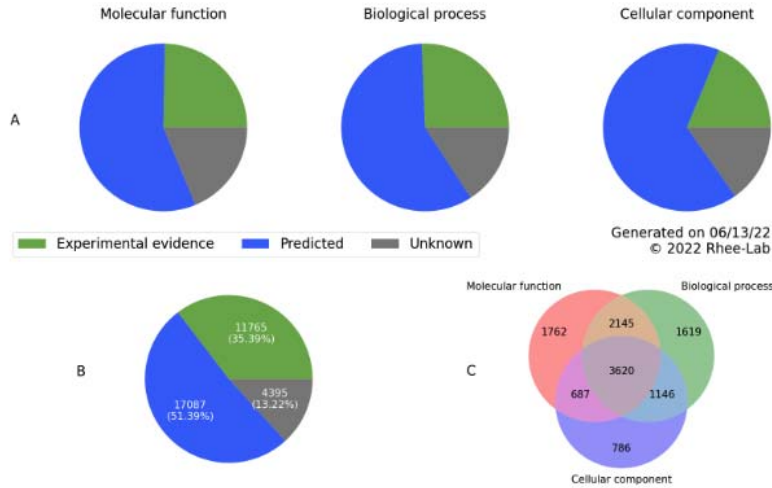 Molecular function Biological process Cellular component
A
Experimental evidence Predicted Unknown
Generated on 06/13/22
© 2022 Rhee-Lab
B
11765
(35.39%)
17087
(51.39%)
4395
(13.22%)
C
Molecular function
Biological process
1762
2145
1619
3620
687
1146
786
Cellular component